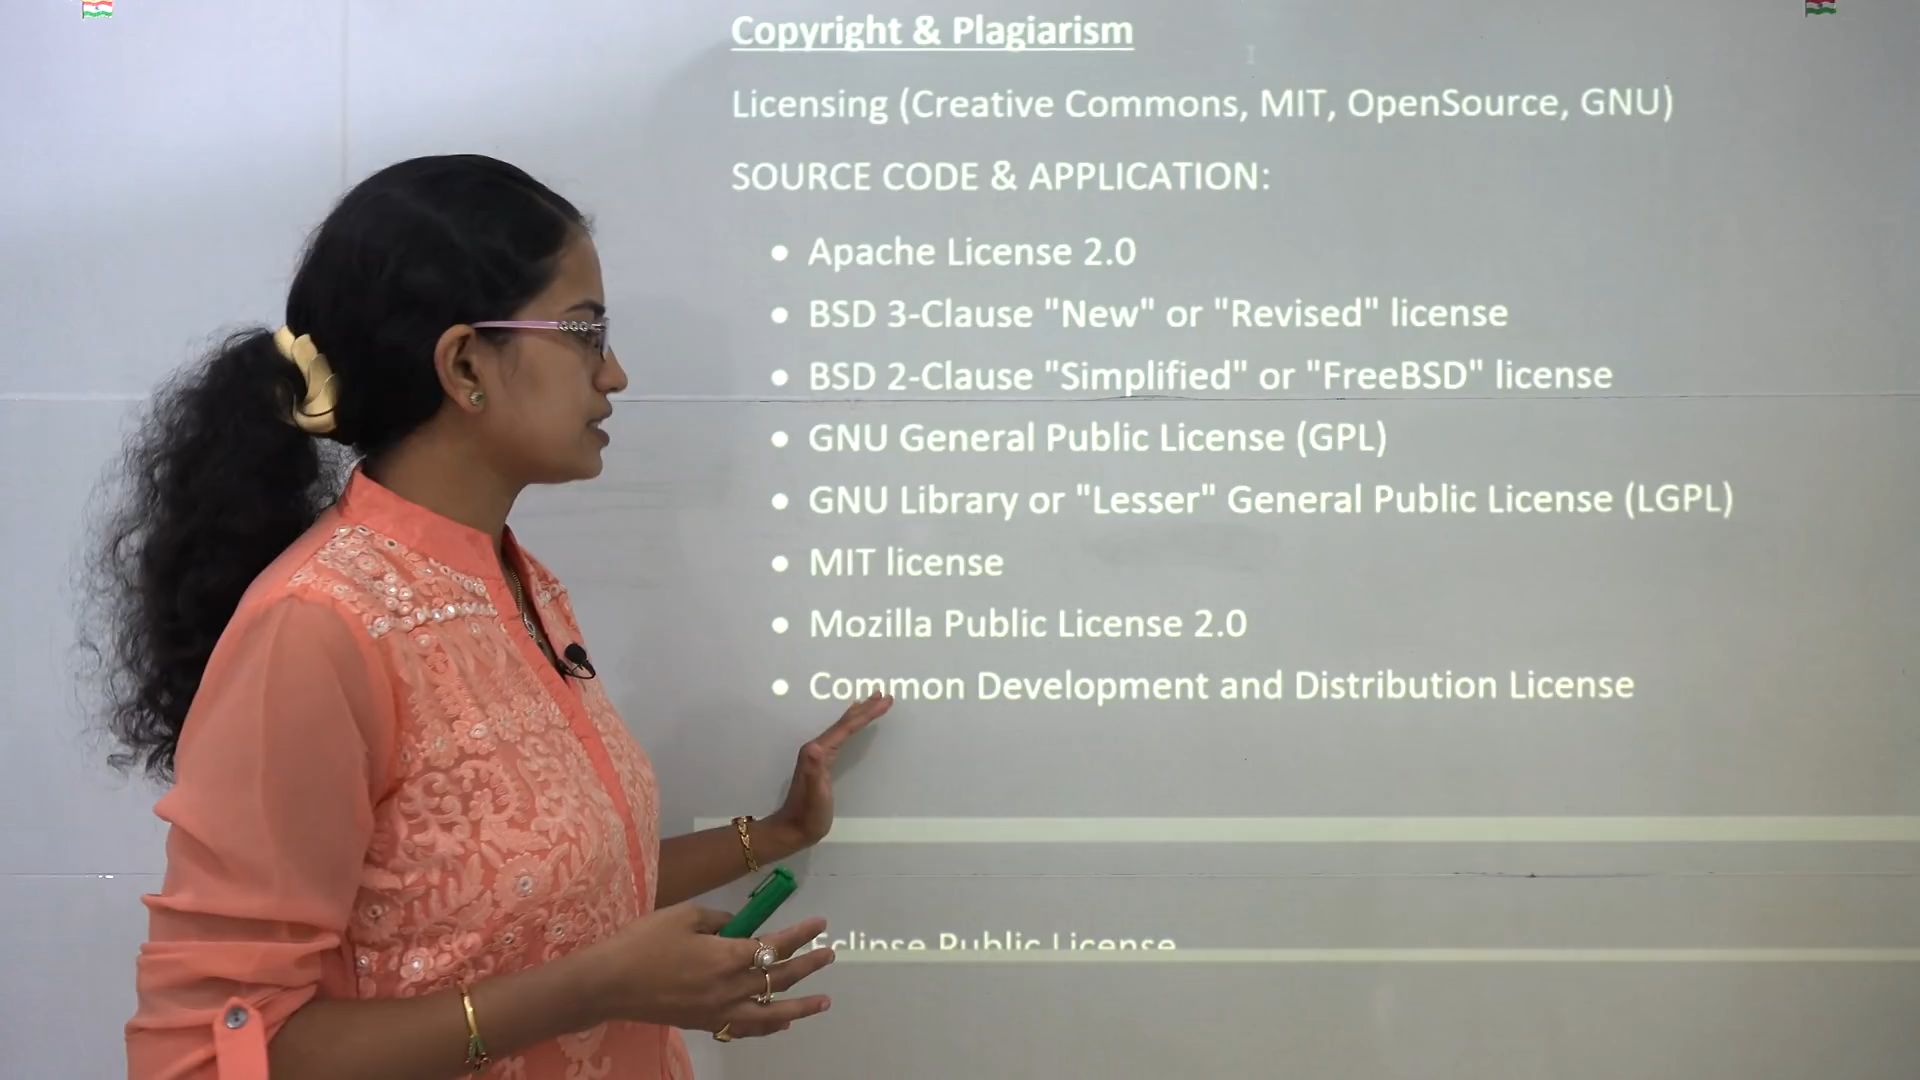 Copyright & Plagiarism
Licensing (Creative Commons, MIT, OpenSource, GNU)
SOURCE CODE & APPLICATION:
• Apache License 2.0
• BSD 3-Clause "New" or "Revised" license
• BSD 2-Clause "Simplified" or "FreeBSD" license
• GNU General Public License (GPL)
• GNU Library or "Lesser" General Public License (LGPL)
• MIT license
• Mozilla Public License 2.0
• Common Development and Distribution License
Eclipse Public License